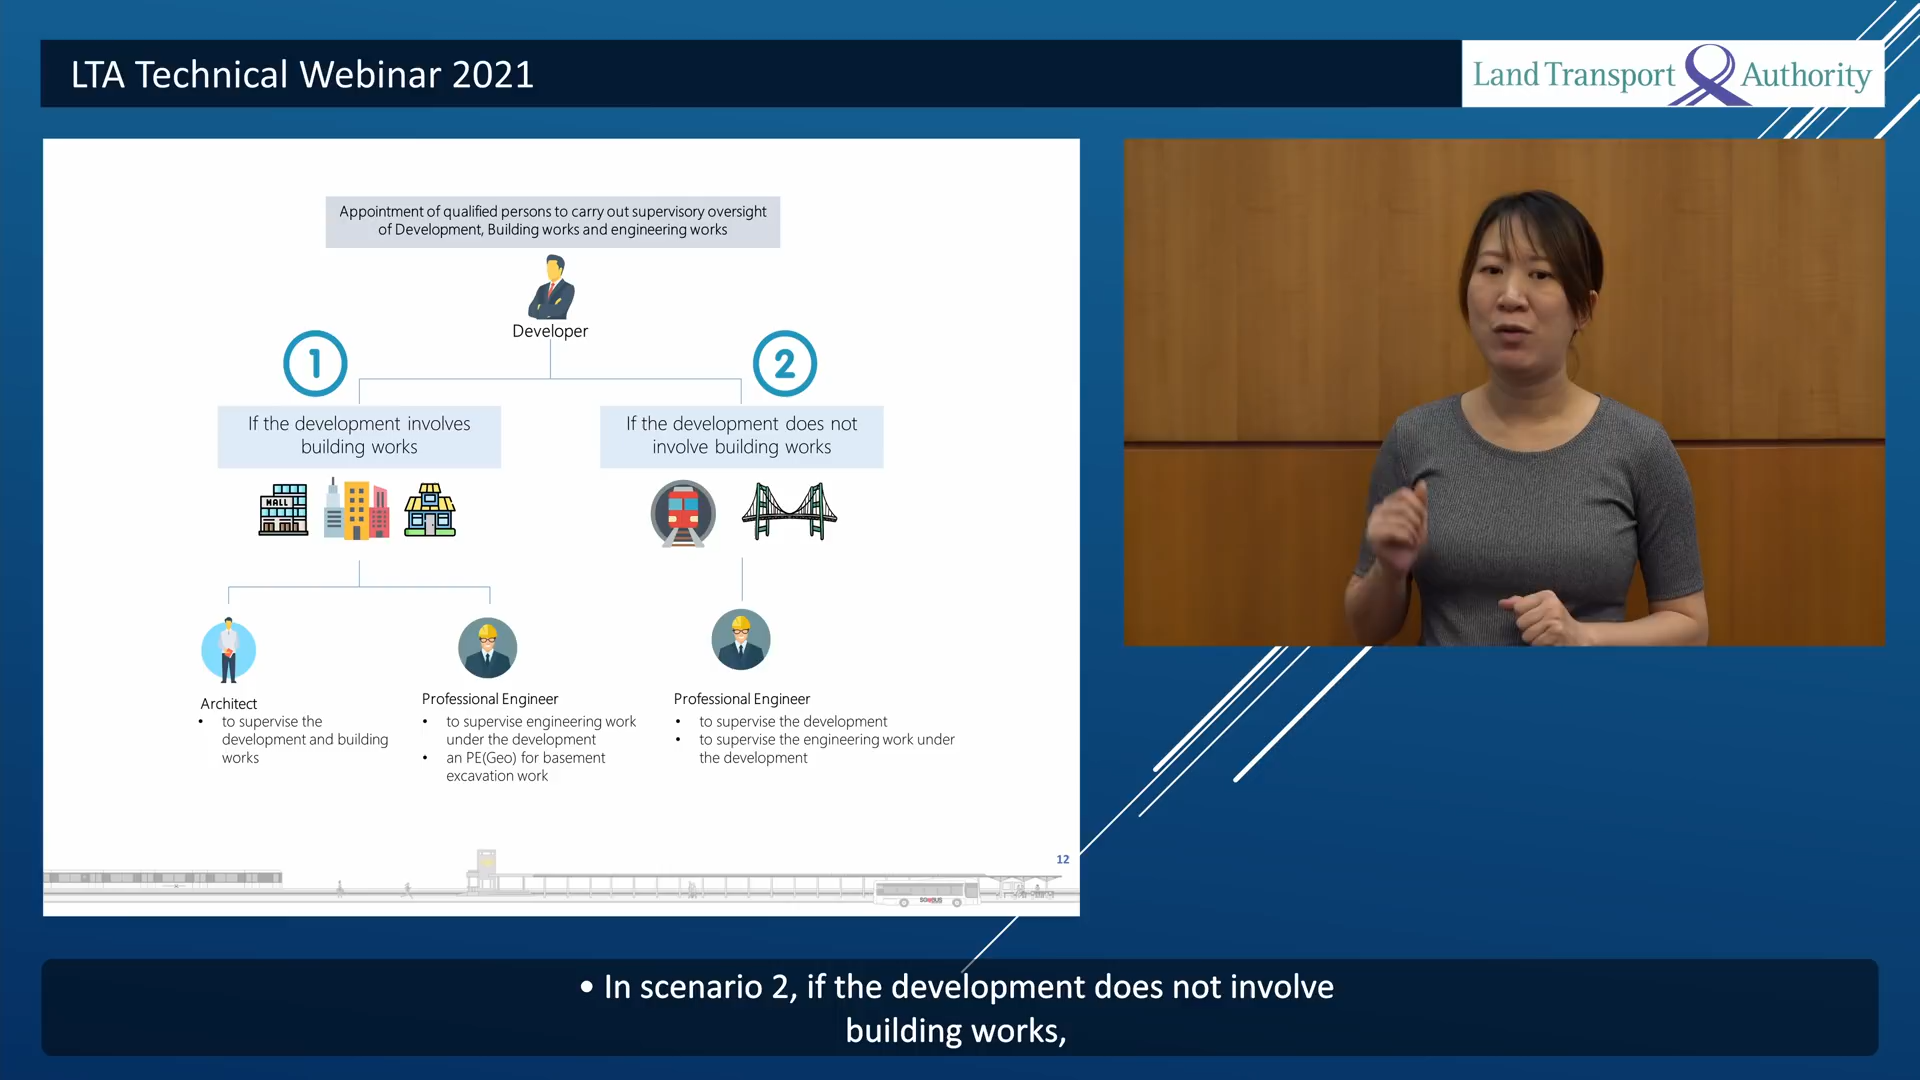 LTA Technical Webinar 2021
Land Transport Authority
Appointment of qualified persons to carry out supervisory oversight
of Development, Building works and engineering works
Developer
1
2
If the development involves
building works
If the development does not
involve building works
MALL
Architect
• to supervise the
development and building
works
Professional Engineer
• to supervise engineering work
under the development
• an PE(Geo) for basement
excavation work
Professional Engineer
• to supervise the development
• to supervise the engineering work under
the development
12
SG♥BUS
• In scenario 2, if the development does not involve
building works,